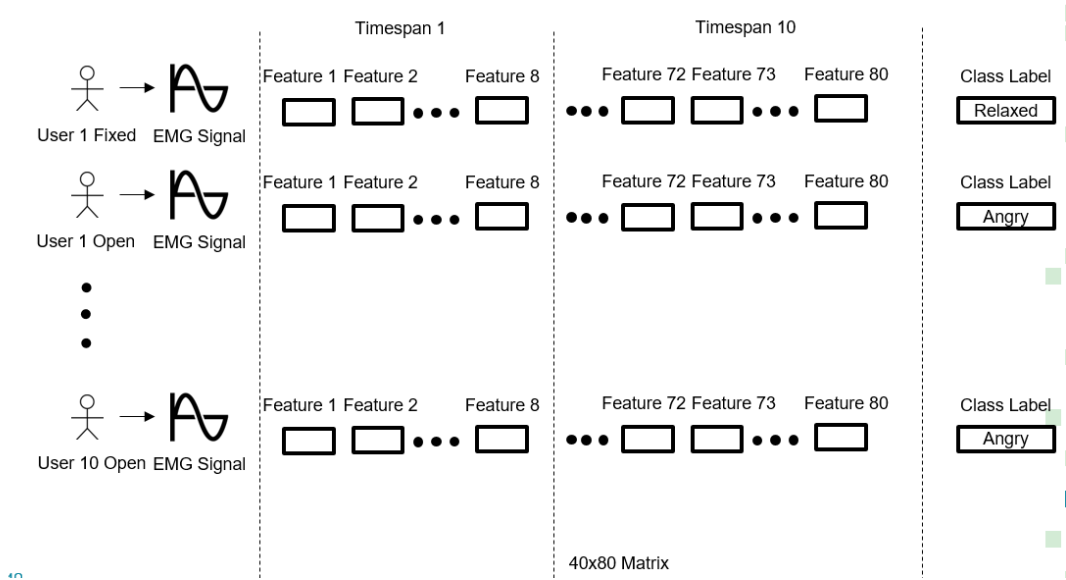 Timespan 1 Timespan 10
Feature 1 Feature 2 Feature 8 Feature 72 Feature 73 Feature 80 Class Label
Relaxed
User 1 Fixed EMG Signal
Feature 1 Feature 2 Feature 8 Feature 72 Feature 73 Feature 80 Class Label
Angry
User 1 Open EMG Signal
Feature 1 Feature 2 Feature 8 Feature 72 Feature 73 Feature 80 Class Label
Angry
User 10 Open EMG Signal
40x80 Matrix